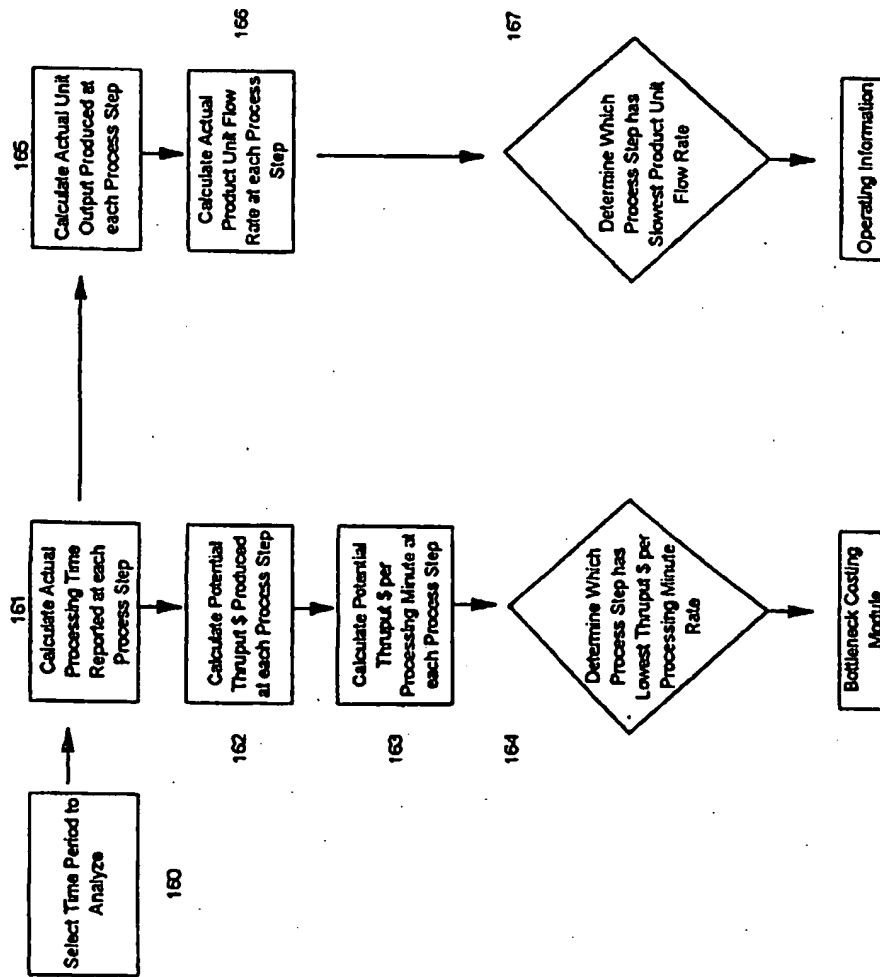 160
Select Time Period to
Analyze
161
Calculate Actual
Processing Time
Reported at each
Process Step
162
Calculate Potential
Thruput $ Produced
at each Process Step
163
Calculate Potential
Thruput $ per
Processing Minute at
each Process Step
164
Determine Which
Process Step has
Lowest Thruput $ per
Processing Minute
Rate
Bottleneck Costing
Module
165
Calculate Actual Unit
Output Produced at
each Process Step
166
Calculate Actual
Product Unit Flow
Rate at each Process
Step
167
Determine Which
Process Step has
Slowest Product Unit
Flow Rate
Operating Information